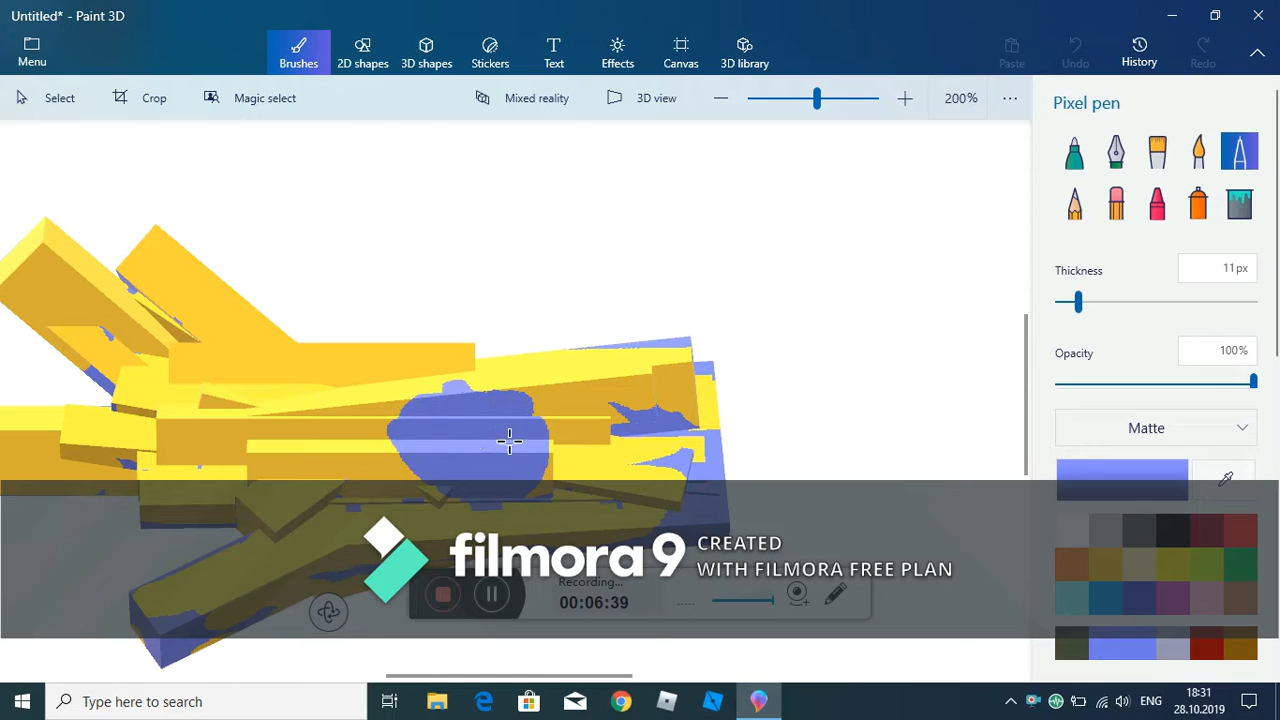 Untitled* - Paint 3D
Menu
Brushes
2D shapes
3D shapes
Stickers
Text
Effects
Canvas
3D library
Paste
Undo
History
Redo
Select
Crop
Magic select
Mixed reality
3D view
200%
Pixel pen
Thickness
11px
Opacity
100%
Matte
filmora9
CREATED
WITH FILMORA FREE PLAN
Recording...
00:06:39
Type here to search
ENG
18:31
28.10.2019